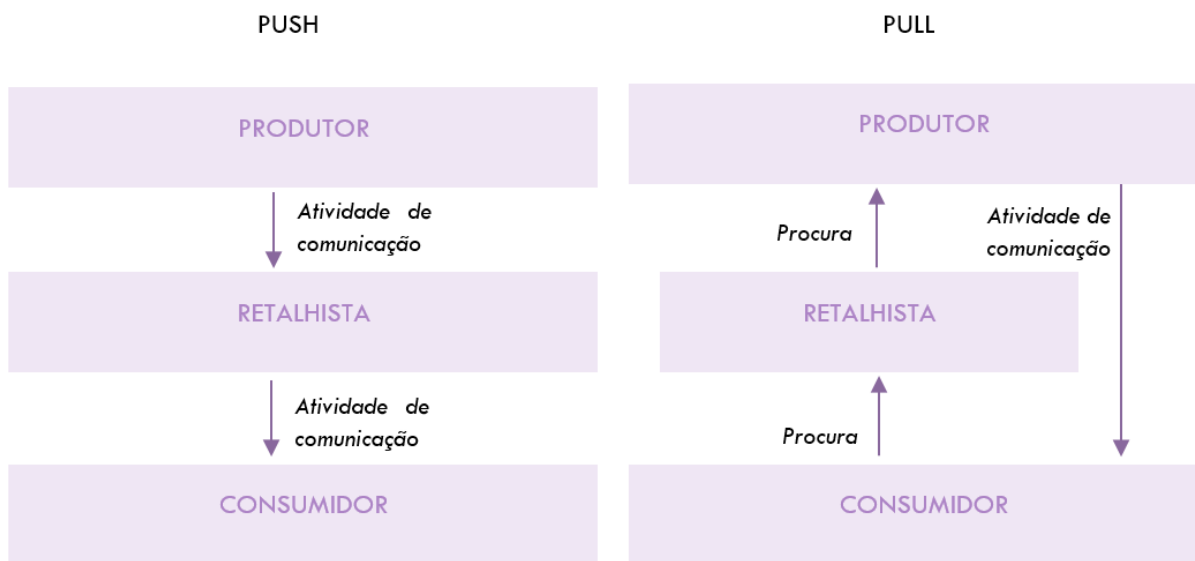 PUSH
PRODUTOR
Atividade de
comunicação
RETALHISTA
Atividade de
comunicação
CONSUMIDOR
PULL
PRODUTOR
Procura
Atividade de
comunicação
RETALHISTA
Procura
CONSUMIDOR